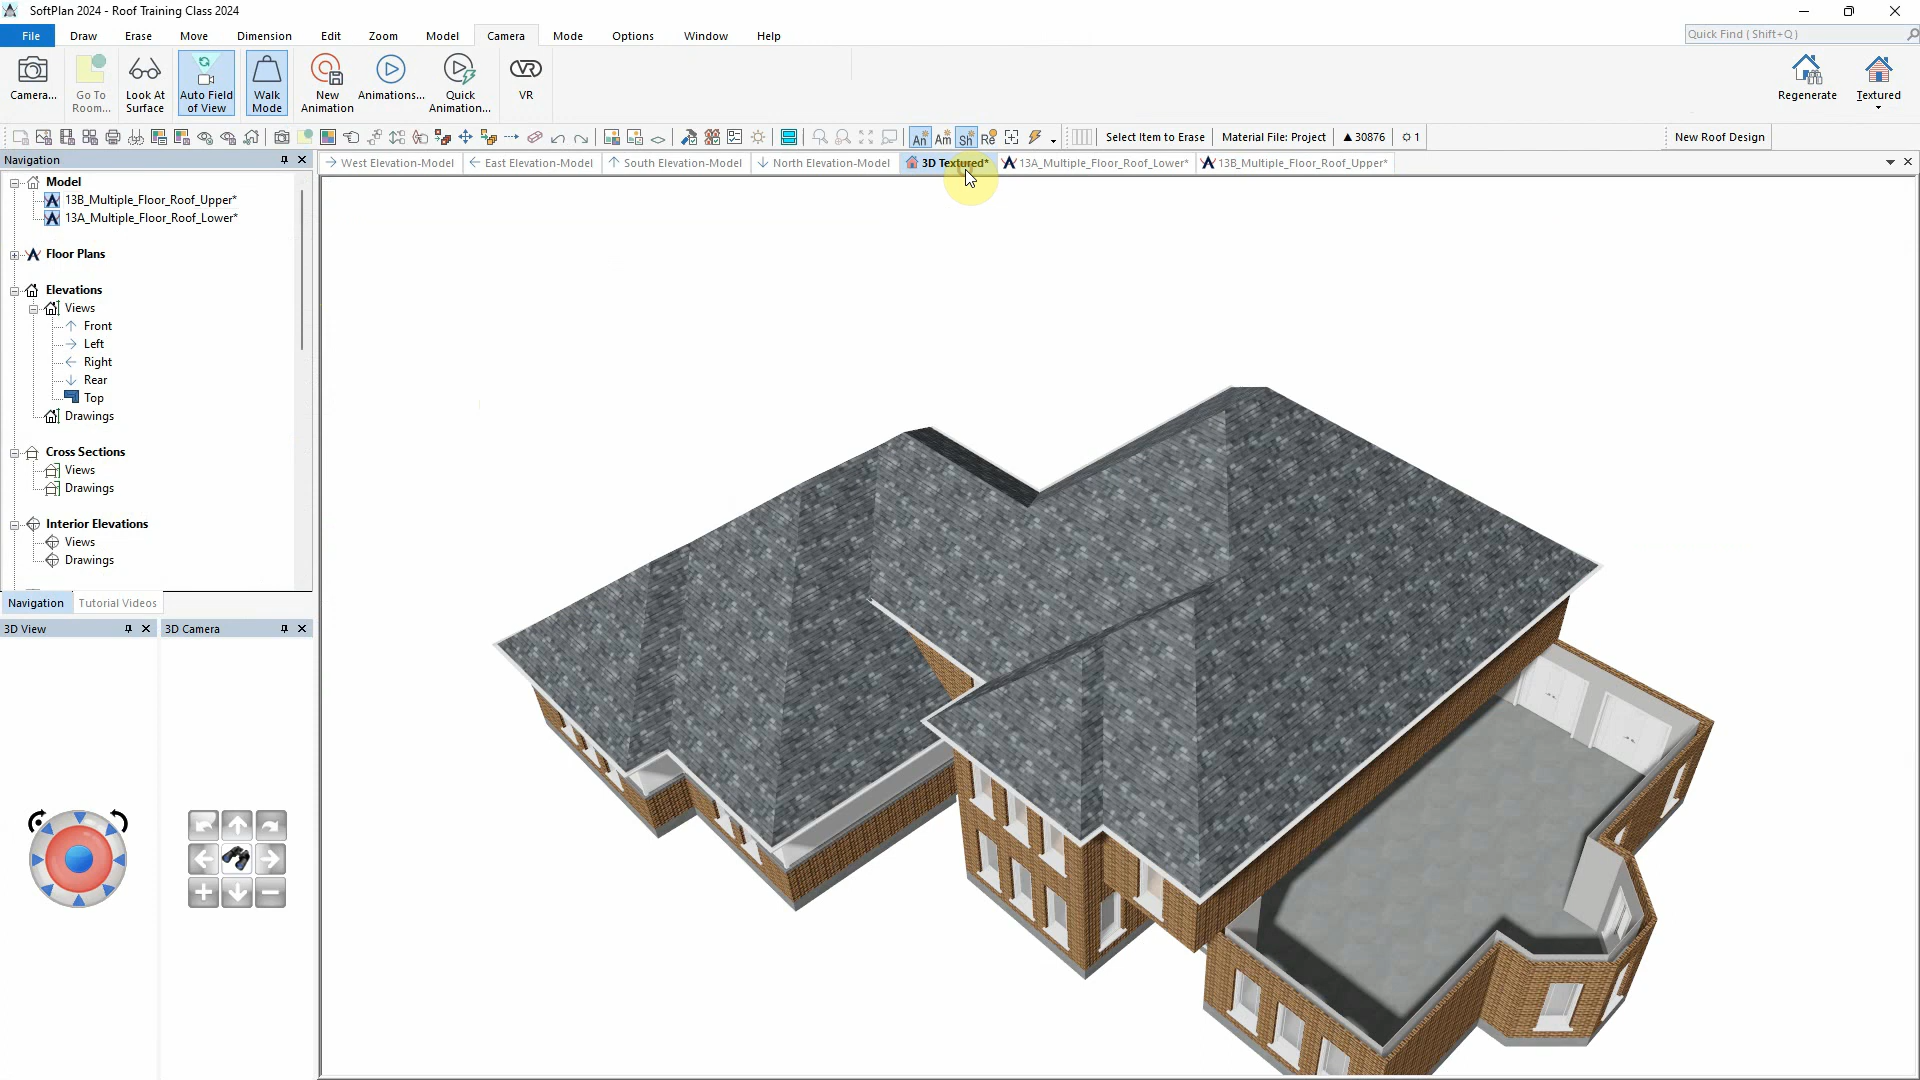 SoftPlan 2024 - Roof Training Class 2024
File Draw Erase Move Dimension Edit Zoom Model Camera Mode Options Window Help
Quick Find ( Shift+Q )
Camera...
Go To
Room...
Look At
Surface
Auto Field
of View
Walk
Mode
New
Animation
Animations...
Quick
Animation...
VR
Regenerate
Textured
An Am Sh Re
Select Item to Erase
Material File: Project
▲ 30876
1
New Roof Design
Navigation
West Elevation-Model
East Elevation-Model
South Elevation-Model
North Elevation-Model
3D Textured*
13A_Multiple_Floor_Roof_Lower*
13B_Multiple_Floor_Roof_Upper*
Model
13B_Multiple_Floor_Roof_Upper*
13A_Multiple_Floor_Roof_Lower*
Floor Plans
Elevations
Views
Front
Left
Right
Rear
Top
Drawings
Cross Sections
Views
Drawings
Interior Elevations
Views
Drawings
Navigation
Tutorial Videos
3D View
3D Camera